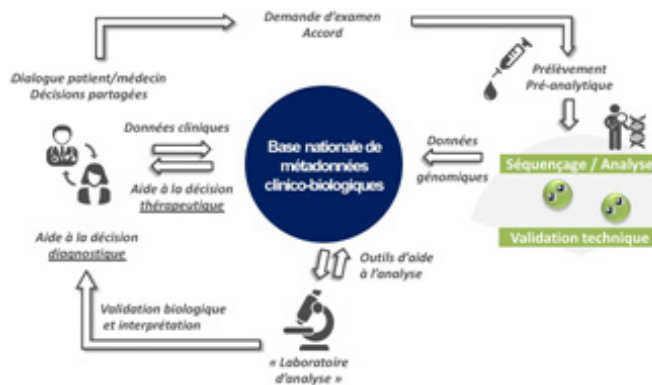 Demande d'examen
Accord
Dialogue patient/médecin
Décisions partagées
Prélèvement
Pré-analytique
Données cliniques
Base nationale de
métadonnées
clinico-biologiques
Données
génomiques
Séquençage / Analyse
Aide à la décision
thérapeutique
Validation technique
Aide à la décision
diagnostique
Outils d'aide
à l'analyse
Validation biologique
et interprétation
« Laboratoire
d'analyse »